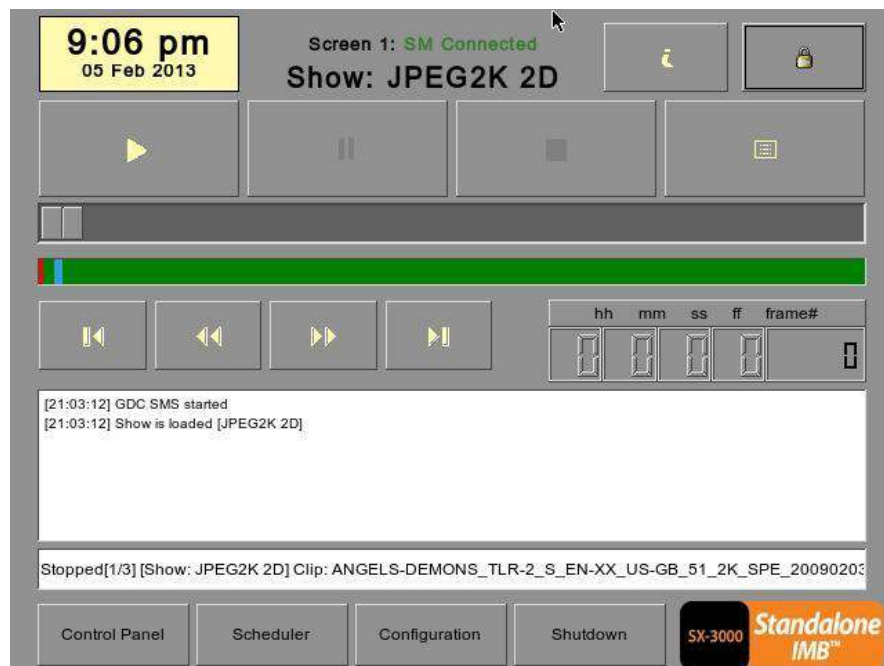 9:06 pm
05 Feb 2013
Screen 1: SM Connected
Show: JPEG2K 2D
i
hh mm ss ff frame#
0 0 0 0 0
[21:03:12] GDC SMS started
[21:03:12] Show is loaded [JPEG2K 2D]
Stopped[1/3] [Show: JPEG2K 2D] Clip: ANGELS-DEMONS_TLR-2_S_EN-XX_US-GB_51_2K_SPE_20090203
Control Panel
Scheduler
Configuration
Shutdown
SX-3000
Standalone
IMB™